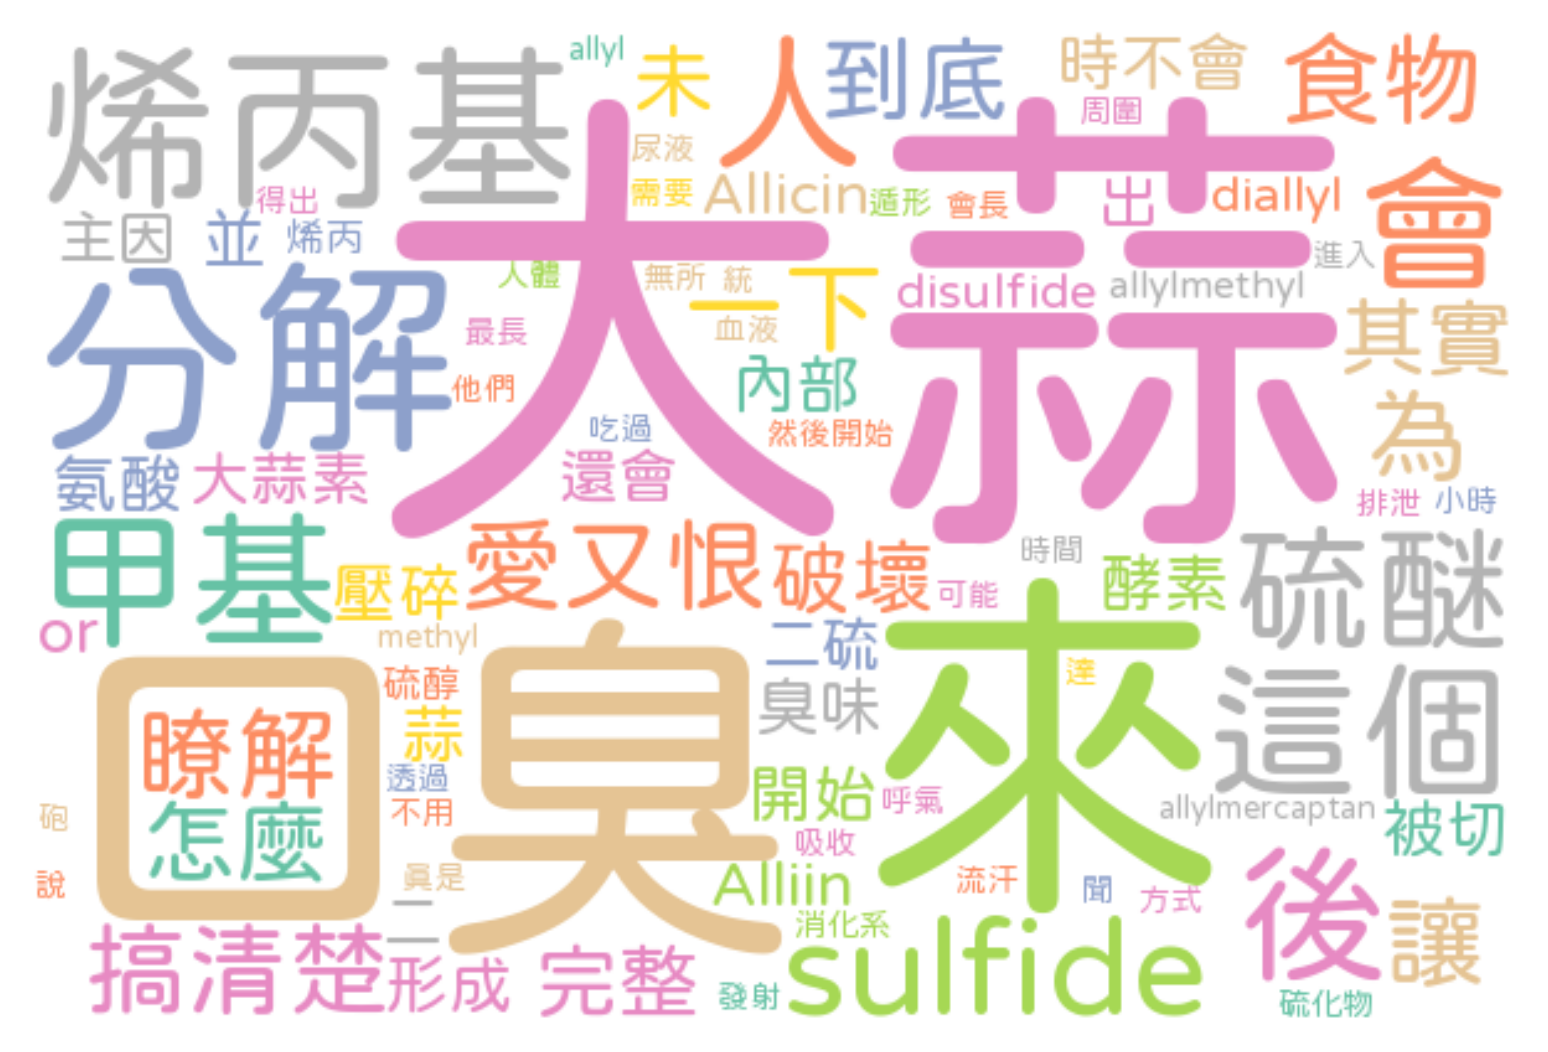 烯丙基
allyl
未
人
到底
時不會
食物
周圍
尿液
大蒜
得出
需要
Allicin
遁形
會長
出
diallyl
會
主因
並
烯丙
人體
無所
統
一下
disulfide
allylmethyl
進入
分解
最長
血液
其實
他們
內部
為
吃過
然後開始
氨酸
大蒜素
還會
排泄
小時
甲基
壓碎
愛又恨
破壞
時間
可能
酵素
硫醚
or
methyl
二硫
來
口臭
瞭解
怎麼
硫醇
蒜
透過
不用
臭味
達
這個
開始
呼氣
allylmercaptan
被切
砲
吸收
說
真是
Alliin
流汗
聞
方式
後
讓
一
二
搞清楚
形成
完整
消化系
發射
sulfide
硫化物